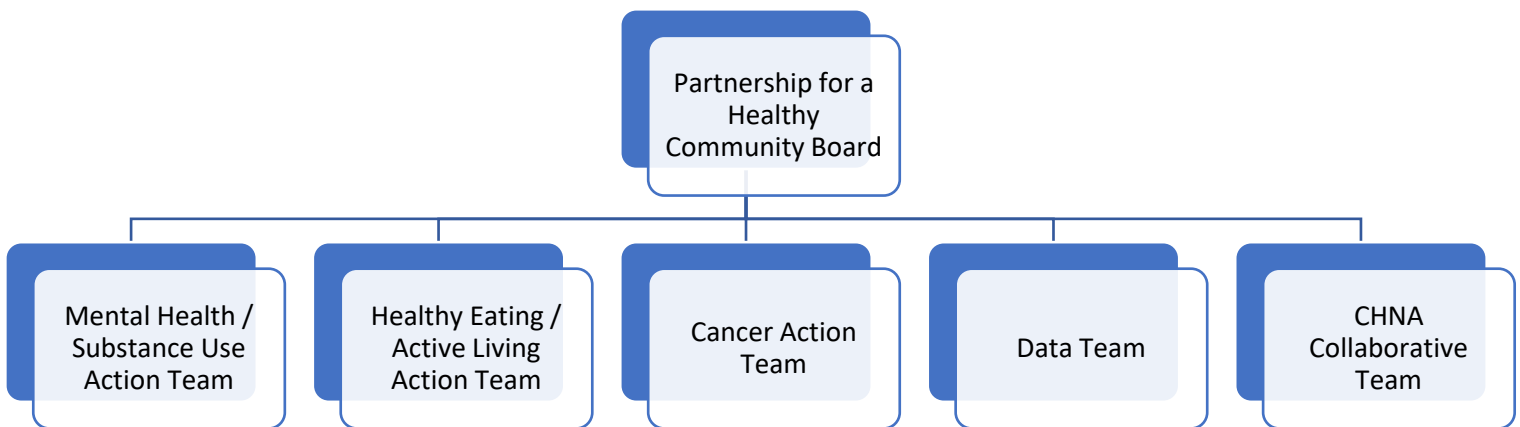 Partnership for a
Healthy
Community Board
Mental Health /
Substance Use
Action Team
Healthy Eating /
Active Living
Action Team
Cancer Action
Team
Data Team
CHNA
Collaborative
Team